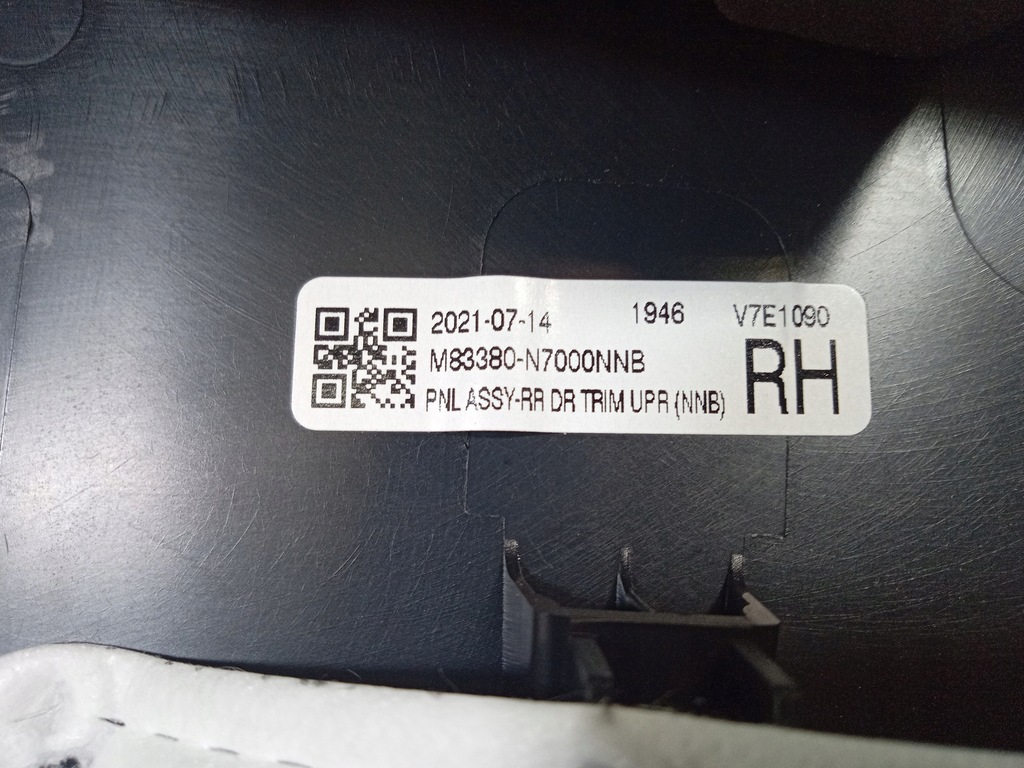 2021-07-14 1946 V7E1090
M83380-N7000NNB
RH
PNL ASSY-RR DR TRIM UPR (NNB)